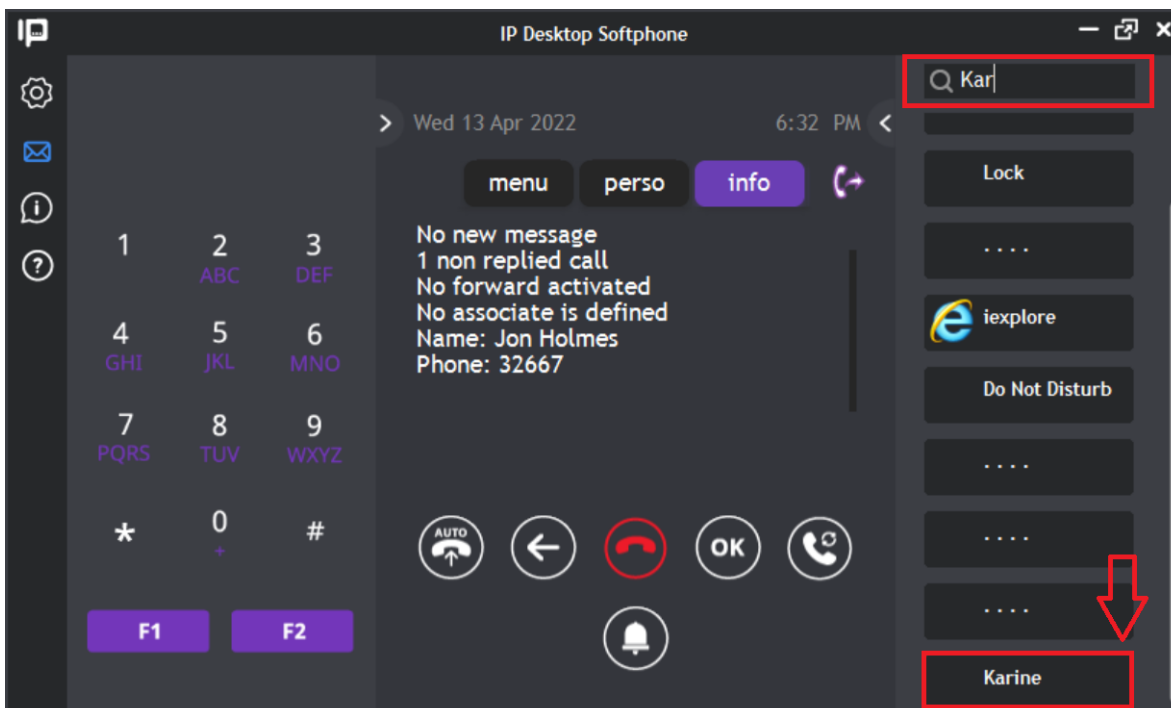 IP
IP Desktop Softphone
Kar
Wed 13 Apr 2022 6:32 PM
menu perso info
No new message
1 non replied call
No forward activated
No associate is defined
Name: Jon Holmes
Phone: 32667
1 2 3
ABC DEF
4 5 6
GHI JKL MNO
7 8 9
PQRS TUV WXYZ
* 0 #
+
F1 F2
AUTO
OK
Lock
. . . .
iexplore
Do Not Disturb
. . . .
. . . .
. . . .
Karine